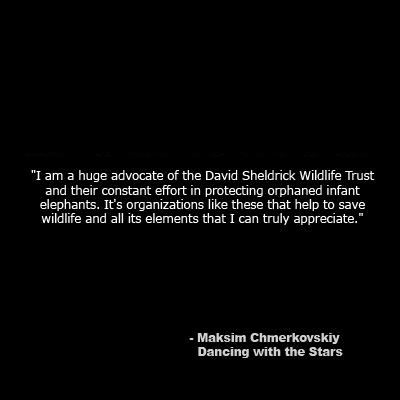 "I am a huge advocate of the David Sheldrick Wildlife Trust
and their constant effort in protecting orphaned infant
elephants. It's organizations like these that help to save
wildlife and all its elements that I can truly appreciate."
- Maksim Chmerkovskiy
Dancing with the Stars